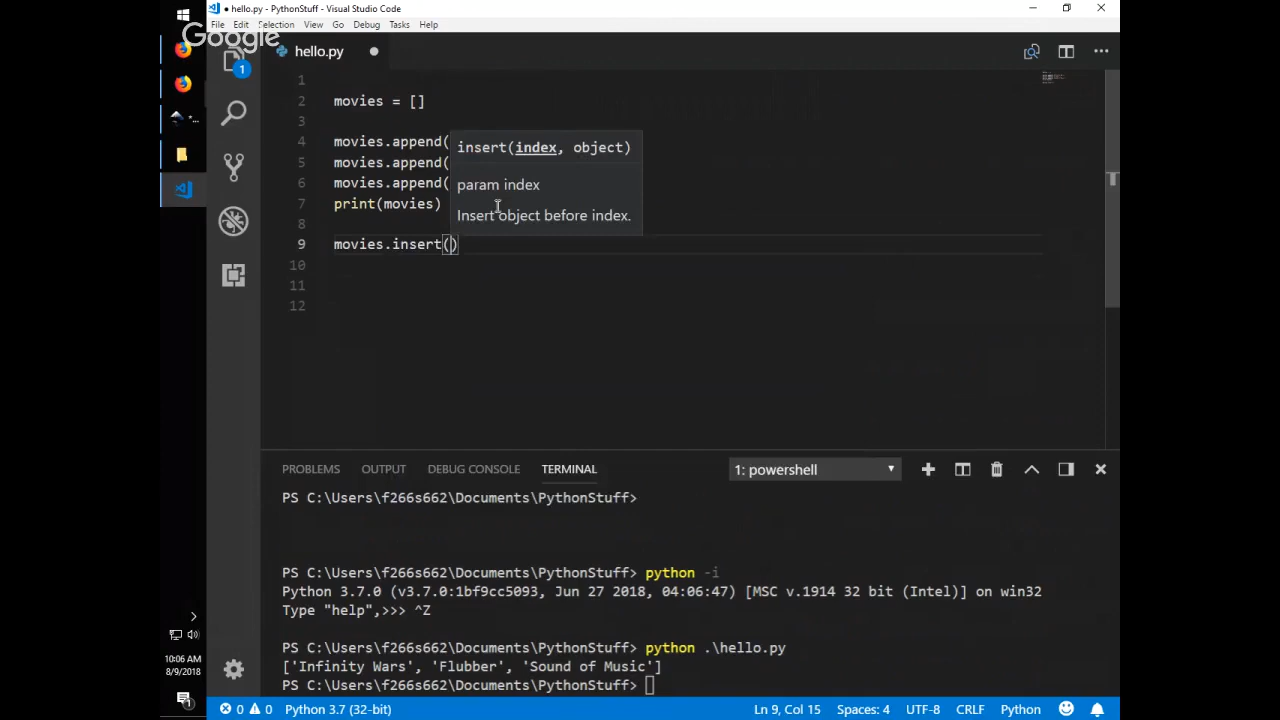 ● hello.py - PythonStuff - Visual Studio Code
File Edit Selection View Go Debug Tasks Help
Google
hello.py
1
1
2 movies = []
3
4 movies.append(
5 movies.append(
6 movies.append(
7 print(movies)
8
9 movies.insert()
10
11
12
insert(index, object)
param index
Insert object before index.
PROBLEMS OUTPUT DEBUG CONSOLE TERMINAL 1: powershell
PS C:\Users\f266s662\Documents\PythonStuff>
PS C:\Users\f266s662\Documents\PythonStuff> python -i
Python 3.7.0 (v3.7.0:1bf9cc5093, Jun 27 2018, 04:06:47) [MSC v.1914 32 bit (Intel)] on win32
Type "help",>>> ^Z
PS C:\Users\f266s662\Documents\PythonStuff> python .\hello.py
['Infinity Wars', 'Flubber', 'Sound of Music']
PS C:\Users\f266s662\Documents\PythonStuff>
10:06 AM
8/9/2018
1
0 0 Python 3.7 (32-bit) Ln 9, Col 15 Spaces: 4 UTF-8 CRLF Python